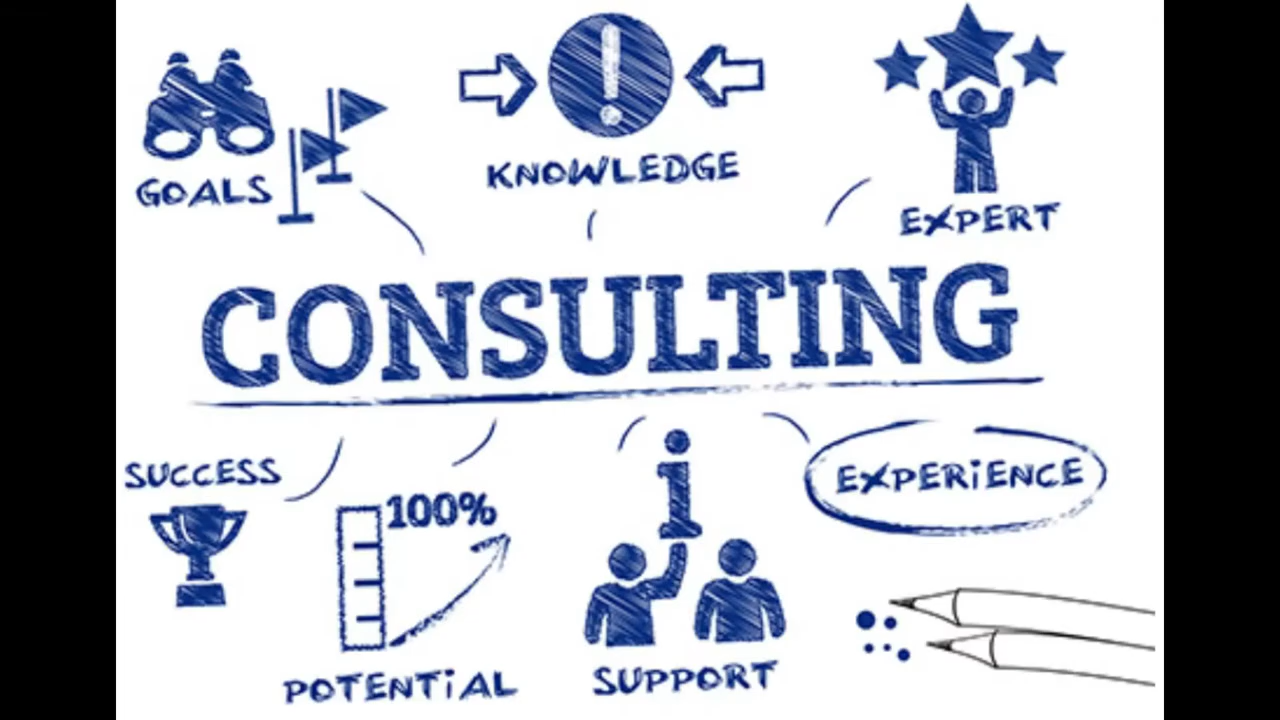 GOALS
KNOWLEDGE
EXPERT
CONSULTING
SUCCESS
100%
EXPERiENCE
POTENTiAL
i
SUPPORT